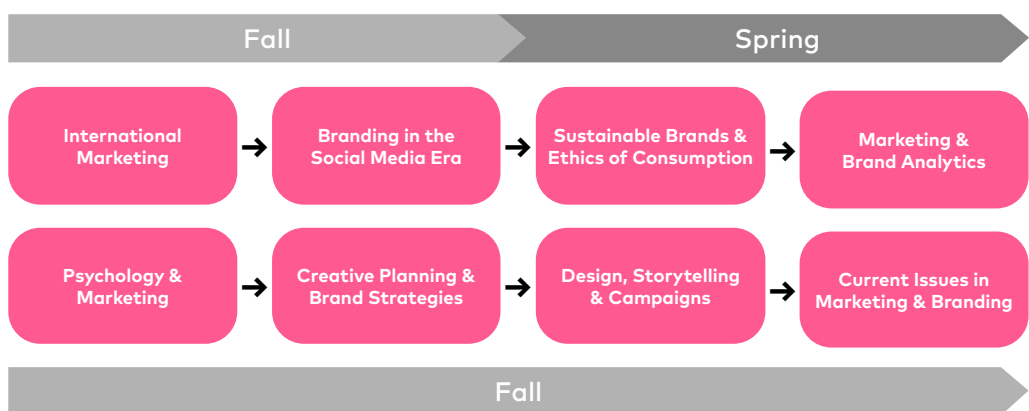 Fall
Spring
International
Marketing
Branding in the
Social Media Era
Sustainable Brands &
Ethics of Consumption
Marketing &
Brand Analytics
Psychology &
Marketing
Creative Planning &
Brand Strategies
Design, Storytelling
& Campaigns
Current Issues in
Marketing & Branding
Fall